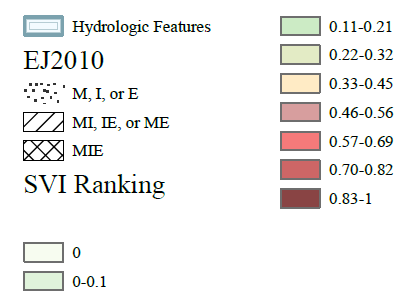 Hydrologic Features
EJ2010
M, I, or E
MI, IE, or ME
MIE
SVI Ranking
0
0-0.1
0.11-0.21
0.22-0.32
0.33-0.45
0.46-0.56
0.57-0.69
0.70-0.82
0.83-1